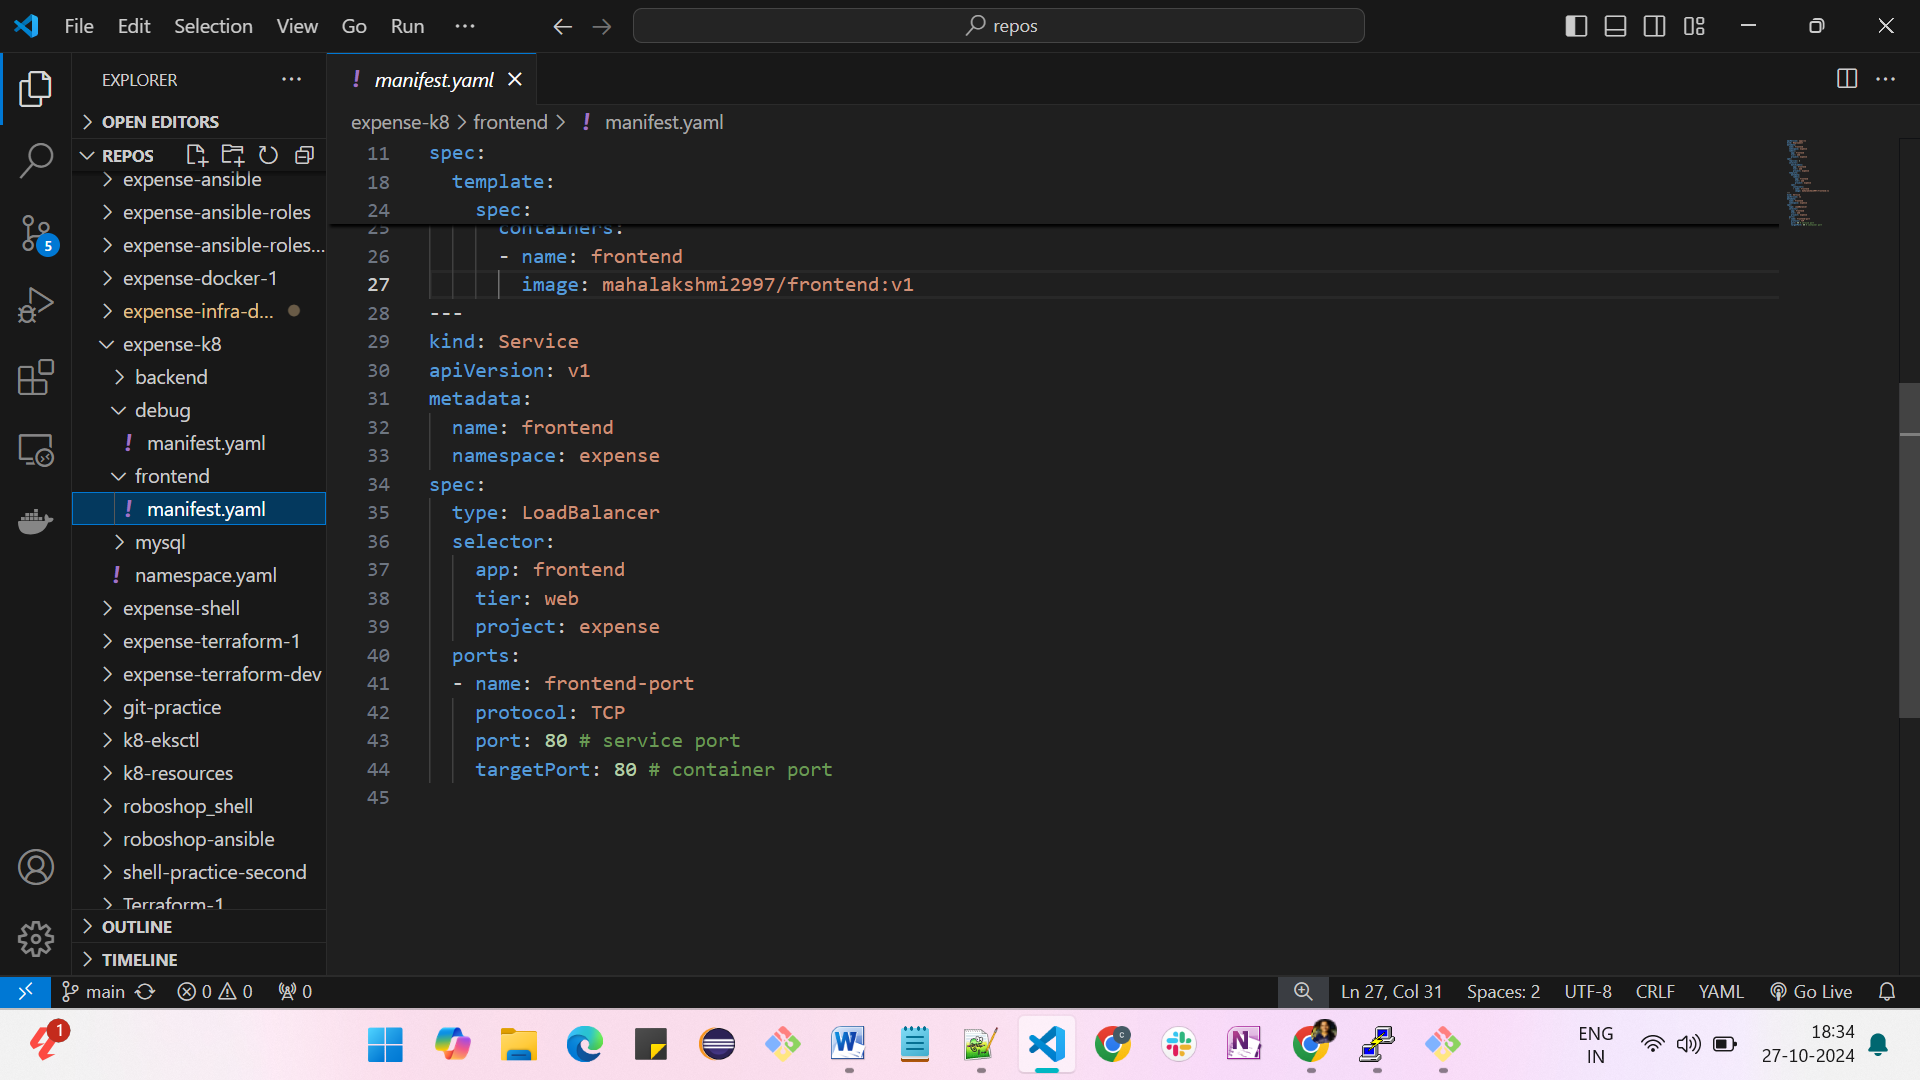 File Edit Selection View Go Run ···
repos
EXPLORER
manifest.yaml
OPEN EDITORS
REPOS
expense-ansible
expense-ansible-roles
expense-ansible-roles...
expense-docker-1
expense-infra-d...
expense-k8
backend
debug
! manifest.yaml
frontend
! manifest.yaml
mysql
! namespace.yaml
expense-shell
expense-terraform-1
expense-terraform-dev
git-practice
k8-eksctl
k8-resources
roboshop_shell
roboshop-ansible
shell-practice-second
Terraform-1
OUTLINE
TIMELINE
5
expense-k8 > frontend > ! manifest.yaml
11 spec:
18 template:
24 spec:
25 containers:
26 - name: frontend
27 image: mahalakshmi2997/frontend:v1
28 ---
29 kind: Service
30 apiVersion: v1
31 metadata:
32 name: frontend
33 namespace: expense
34 spec:
35 type: LoadBalancer
36 selector:
37 app: frontend
38 tier: web
39 project: expense
40 ports:
41 - name: frontend-port
42 protocol: TCP
43 port: 80 # service port
44 targetPort: 80 # container port
45
main 0 0 0 Ln 27, Col 31 Spaces: 2 UTF-8 CRLF YAML Go Live
1
ENG
IN
18:34
27-10-2024